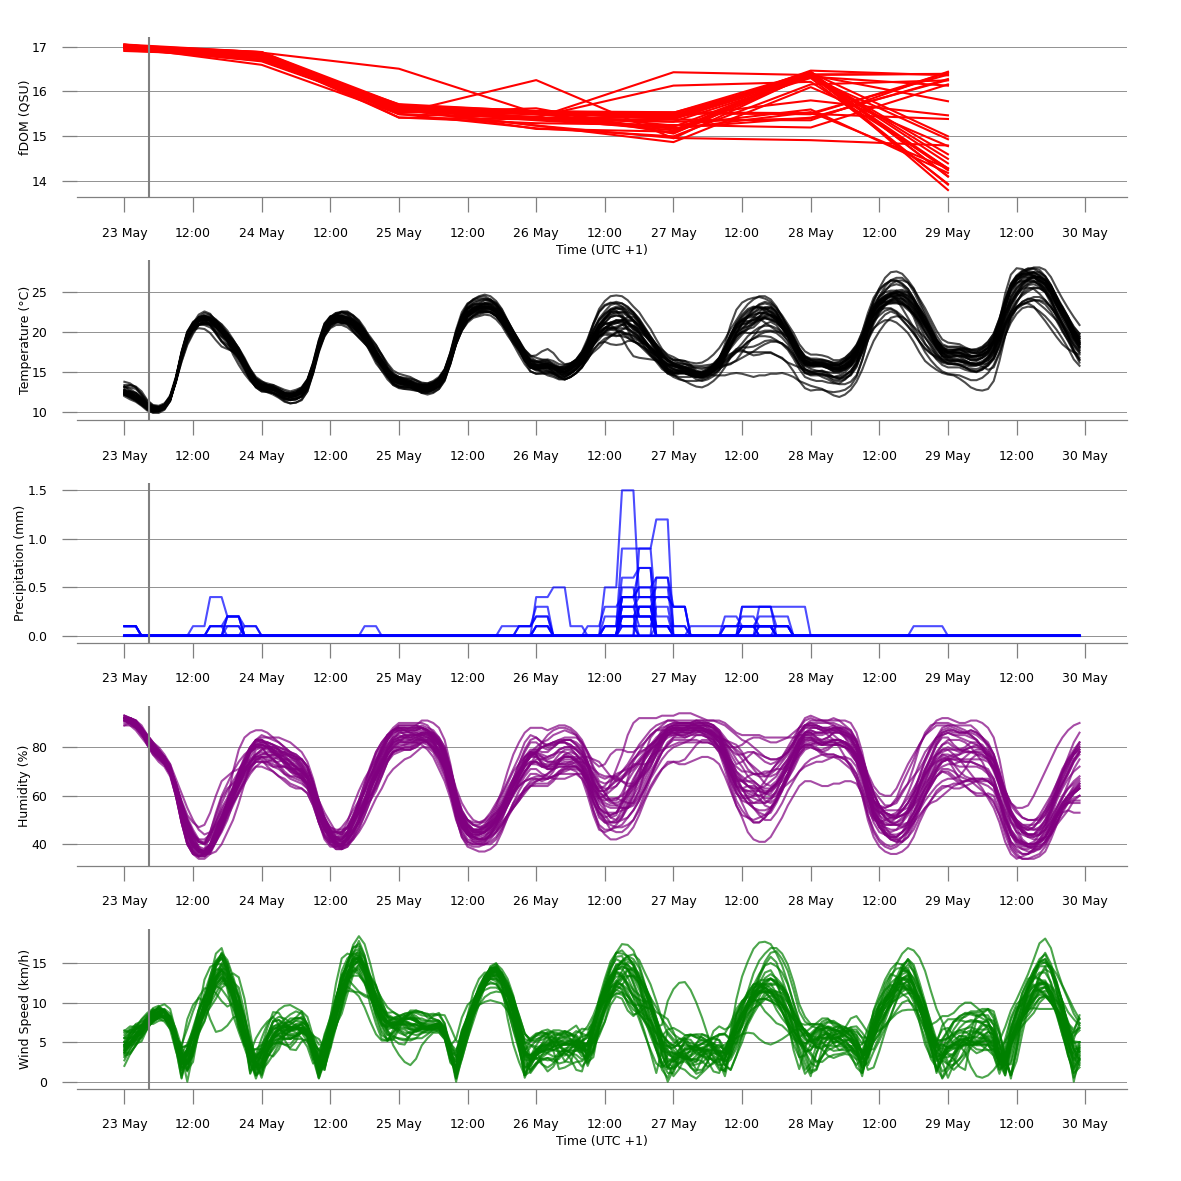 17
16
15
14
fDOM (QSU)
23 May 12:00 24 May 12:00 25 May 12:00 26 May 12:00 27 May 12:00 28 May 12:00 29 May 12:00 30 May
Time (UTC +1)
25
20
15
10
Temperature (°C)
23 May 12:00 24 May 12:00 25 May 12:00 26 May 12:00 27 May 12:00 28 May 12:00 29 May 12:00 30 May
1.5
1.0
0.5
0.0
Precipitation (mm)
23 May 12:00 24 May 12:00 25 May 12:00 26 May 12:00 27 May 12:00 28 May 12:00 29 May 12:00 30 May
80
60
40
Humidity (%)
23 May 12:00 24 May 12:00 25 May 12:00 26 May 12:00 27 May 12:00 28 May 12:00 29 May 12:00 30 May
15
10
5
0
Wind Speed (km/h)
23 May 12:00 24 May 12:00 25 May 12:00 26 May 12:00 27 May 12:00 28 May 12:00 29 May 12:00 30 May
Time (UTC +1)